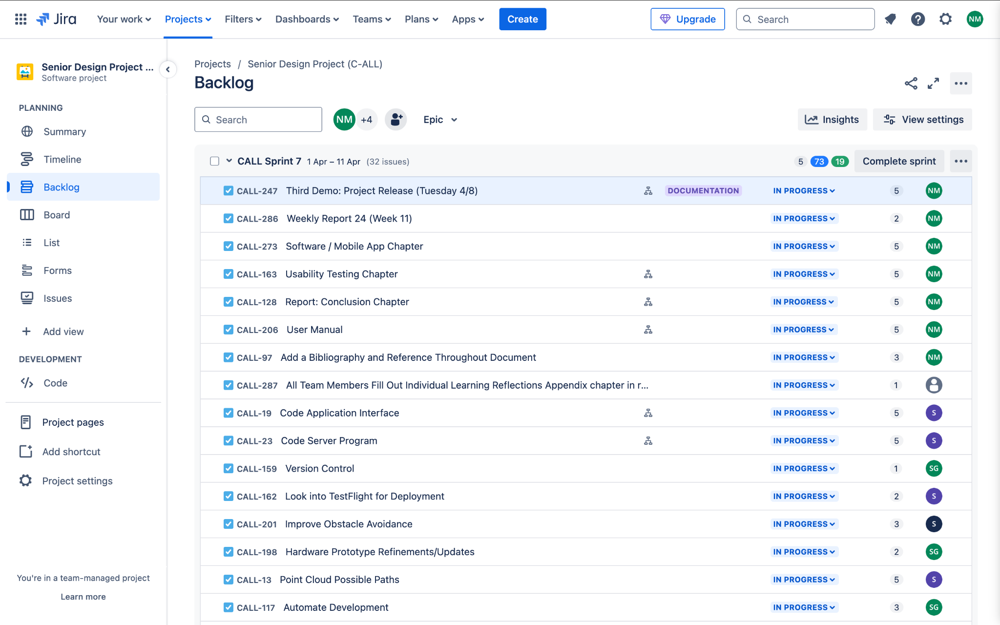 Jira Your work Projects Filters Dashboards Teams Plans Apps Create Upgrade Search NM
Senior Design Project ...
Software project
PLANNING
Summary
Timeline
Backlog
Board
List
Forms
Issues
Add view
DEVELOPMENT
Code
Project pages
Add shortcut
Project settings
You're in a team-managed project
Learn more
Projects / Senior Design Project (C-ALL)
Backlog
Search NM +4 Epic Insights View settings
CALL Sprint 7 1 Apr – 11 Apr (32 issues) 5 73 19 Complete sprint
CALL-247 Third Demo: Project Release (Tuesday 4/8) DOCUMENTATION IN PROGRESS 5 NM
CALL-286 Weekly Report 24 (Week 11) IN PROGRESS 2 NM
CALL-273 Software / Mobile App Chapter IN PROGRESS 5 NM
CALL-163 Usability Testing Chapter IN PROGRESS 5 NM
CALL-128 Report: Conclusion Chapter IN PROGRESS 5 NM
CALL-206 User Manual IN PROGRESS 5 NM
CALL-97 Add a Bibliography and Reference Throughout Document IN PROGRESS 3 NM
CALL-287 All Team Members Fill Out Individual Learning Reflections Appendix chapter in r... IN PROGRESS 1
CALL-19 Code Application Interface IN PROGRESS 5 S
CALL-23 Code Server Program IN PROGRESS 5 S
CALL-159 Version Control IN PROGRESS 1 SG
CALL-162 Look into TestFlight for Deployment IN PROGRESS 2 S
CALL-201 Improve Obstacle Avoidance IN PROGRESS 3 S
CALL-198 Hardware Prototype Refinements/Updates IN PROGRESS 2 SG
CALL-13 Point Cloud Possible Paths IN PROGRESS 5 S
CALL-117 Automate Development IN PROGRESS 3 SG